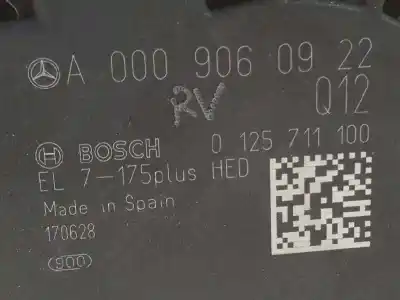 A 000 906 09 22
RV
Q12
BOSCH 0 125 711 100
EL 7-175plus HED
Made in Spain
170628
900